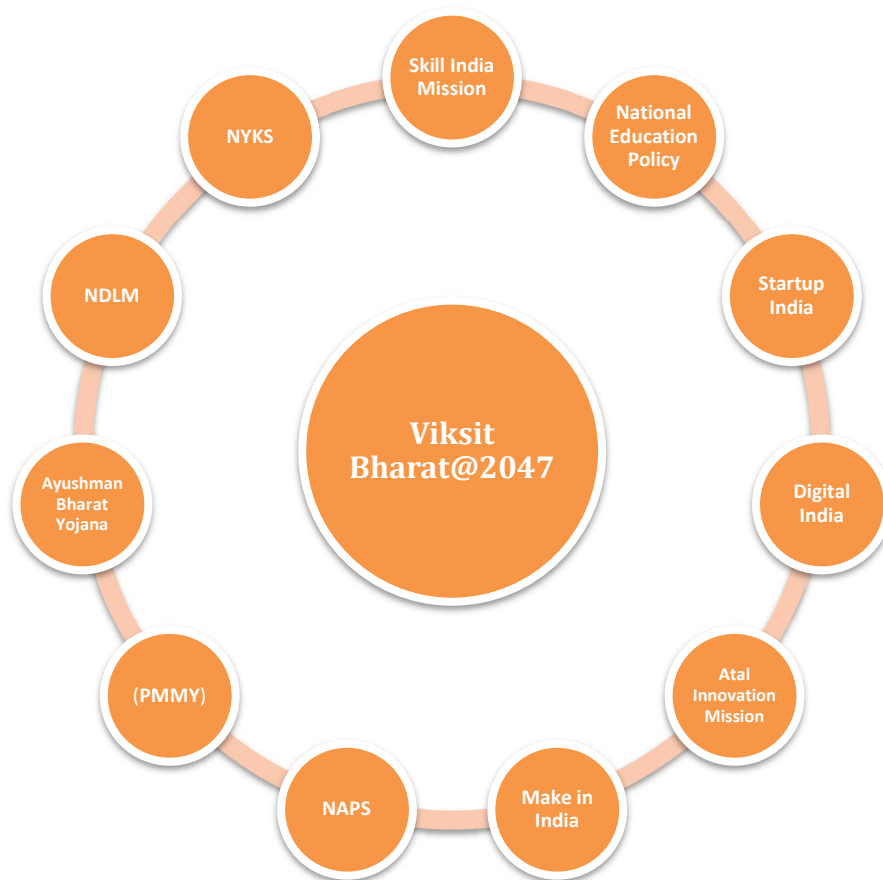 Skill India
Mission
National
Education
Policy
Startup
India
Digital
India
Atal
Innovation
Mission
Make in
India
NAPS
(PMMY)
Ayushman
Bharat
Yojana
NDLM
NYKS
Viksit
Bharat@2047